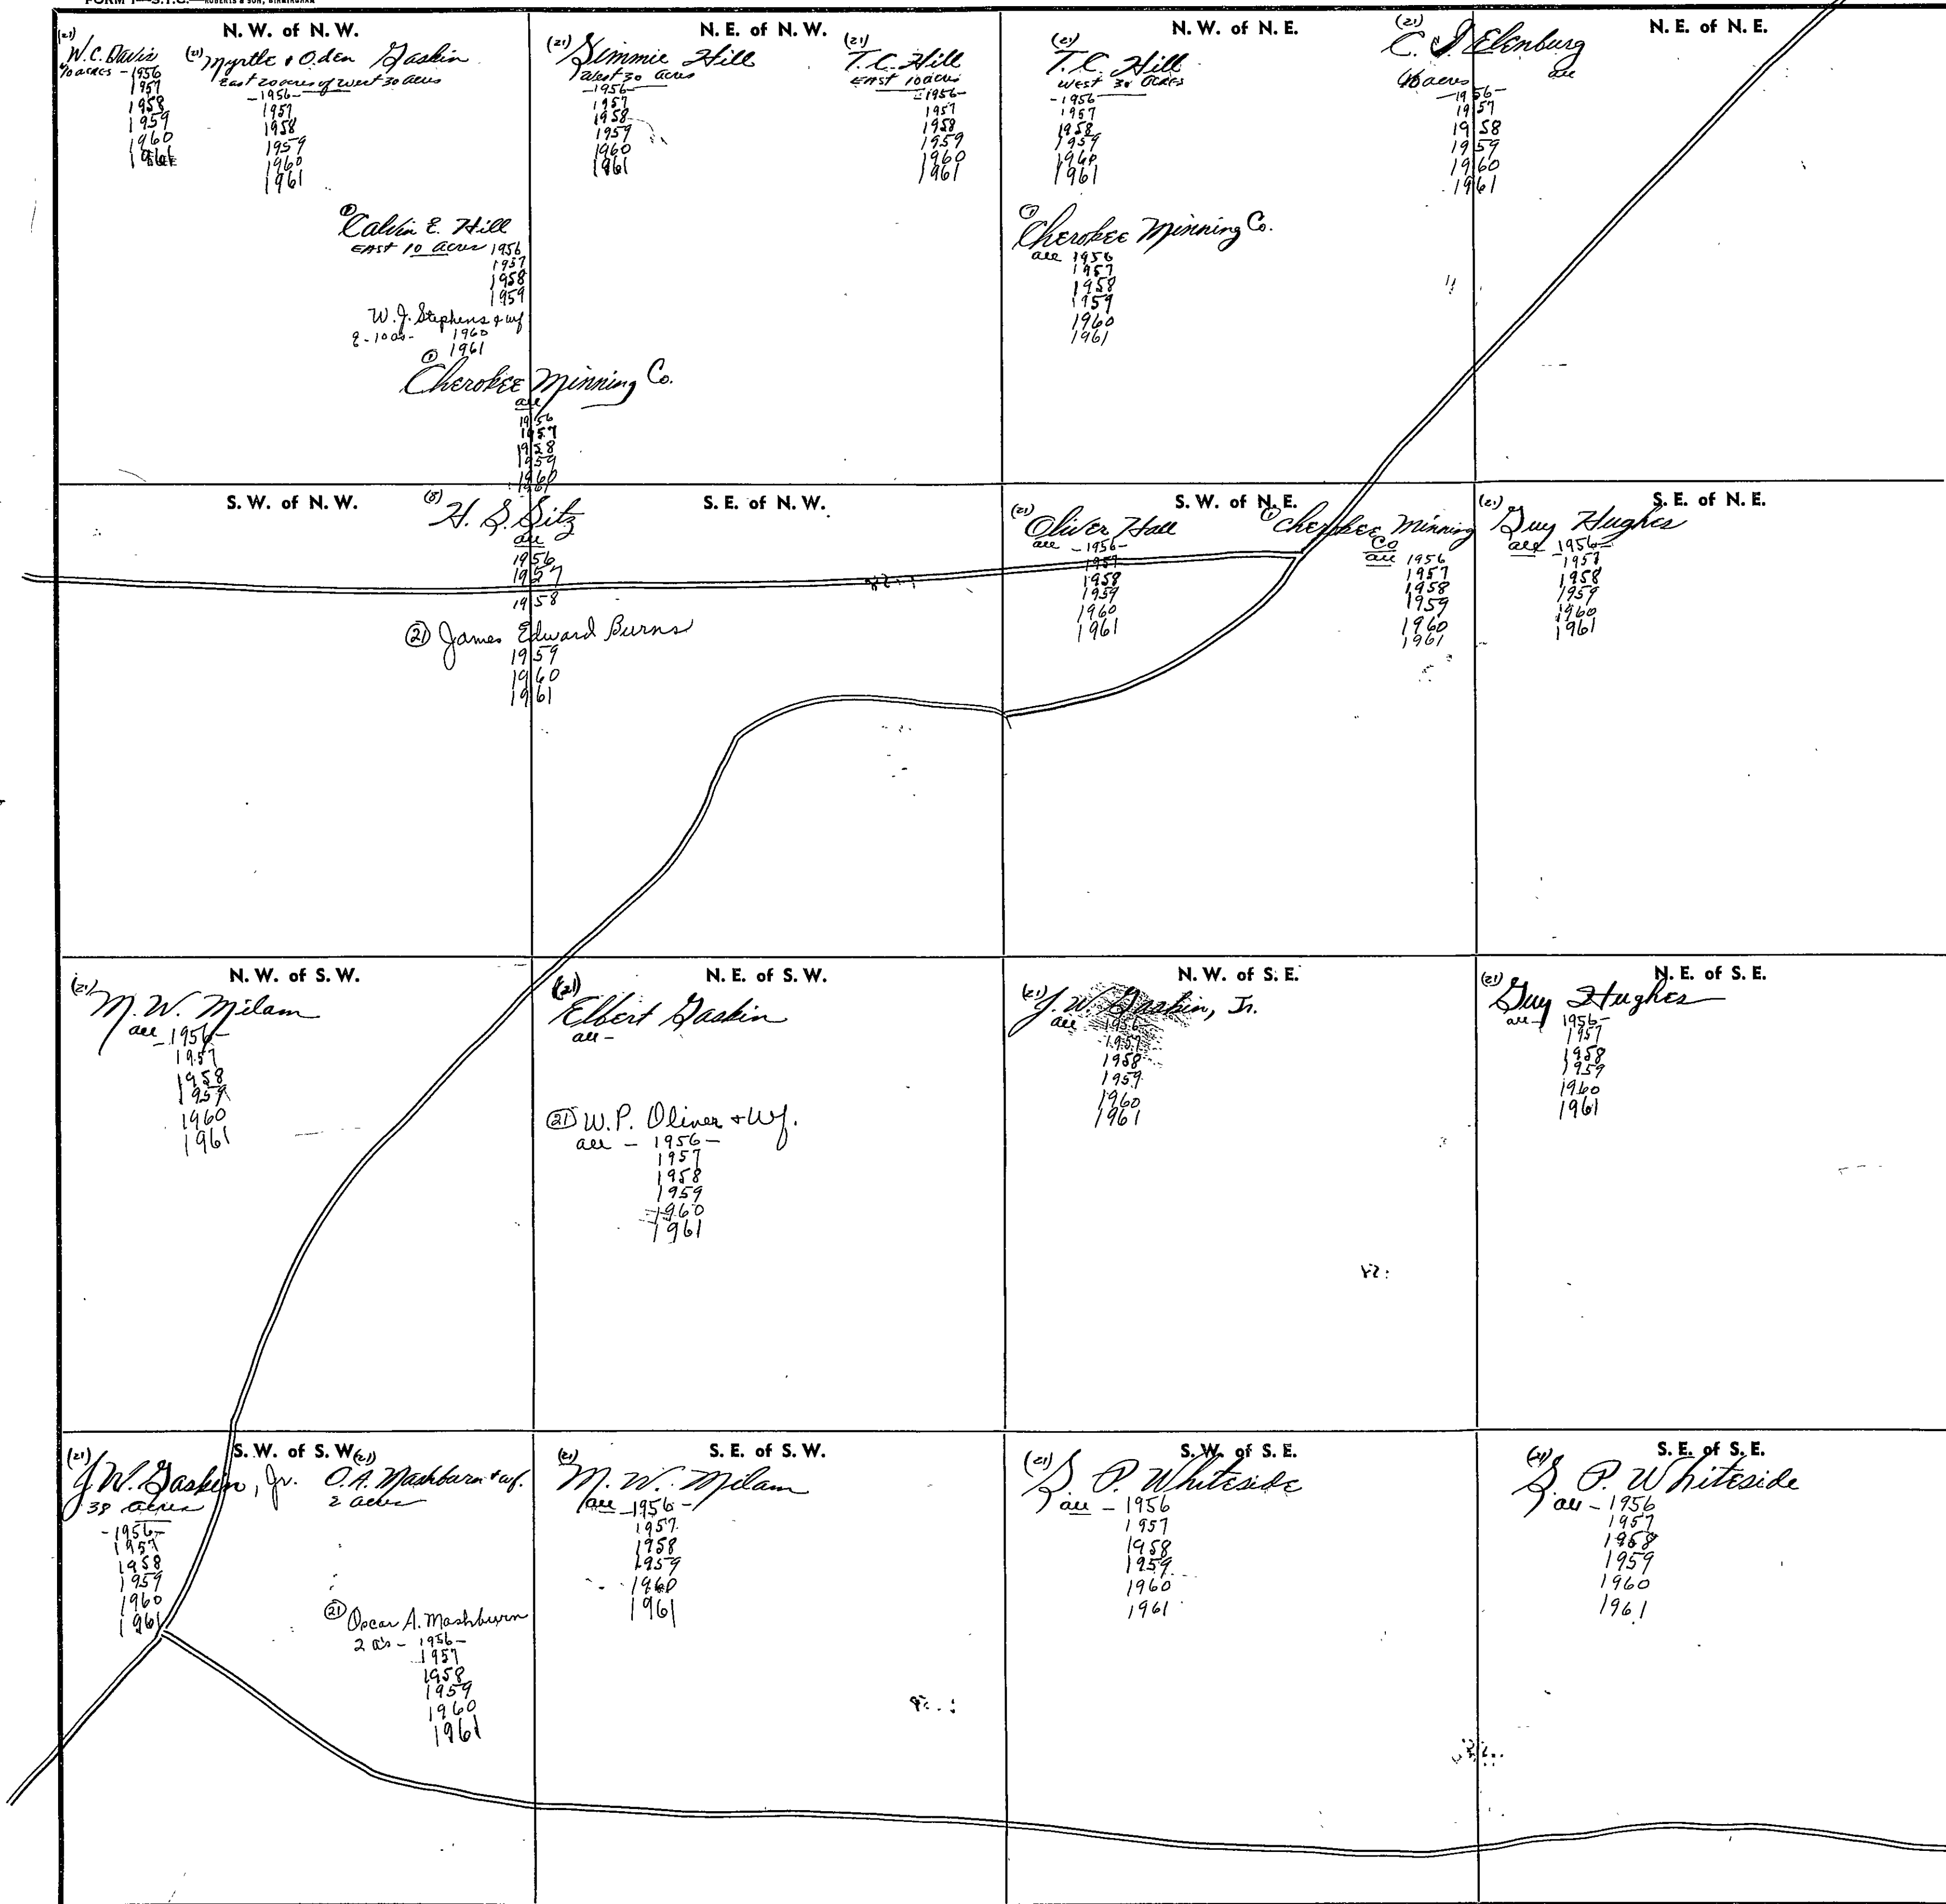 FORM 1—S.T.C.—ROBERTS & SON, BIRMINGHAM
N. W. of N. W.
(21)
W. C. Davis
10 acres - 1956
1957
1958
1959
1960
1961
(21) Myrtle & Oden Gaskin
East 20 acres of West 30 acres
- 1956 -
1957
1958
1959
1960
1961
① Calvin E. Hill
EAST 10 acres 1956
1957
1958
1959
W. J. Stephens & wf
E - 10 as - 1960
1961
①
Cherokee Minning Co.
all
1956
1957
1958
1959
1960
1961
N. E. of N. W.
(21) Simmie Hill
West 30 acres
- 1956 -
1957
1958
1959
1960
1961
(21)
T. C. Hill
EAST 10 acres
- 1956 -
1957
1958
1959
1960
1961
N. W. of N. E.
(21)
T. C. Hill
West 30 acres
- 1956
1957
1958
1959
1960
1961
①
Cherokee Minning Co.
all 1956
1957
1958
1959
1960
1961
N. E. of N. E.
(21)
Elenburg
all
acres
- 1956 -
1957
1958
1959
1960
1961
S. W. of N. W.
(8) H. S. Sitz
all
1956
1957
1958
(21) James Edward Burns
1959
1960
1961
S. E. of N. W.
S. W. of N. E.
(21) Oliver Hall
all - 1956 -
1957
1958
1959
1960
1961
① Cherokee Minning
Co
all 1956
1957
1958
1959
1960
1961
S. E. of N. E.
(21) Guy Hughes
all 1956 -
1957
1958
1959
1960
1961
N. W. of S. W.
(21)
M. W. Milam
all - 1956 -
1957
1958
1959
1960
1961
N. E. of S. W.
(21)
Elbert Gaskin
all -
(21) W. P. Oliver & Wf.
all - 1956 -
1957
1958
1959
1960
1961
N. W. of S. E.
(21) J. W. Gaskin, Jr.
all 1956
1957
1958
1959
1960
1961
N. E. of S. E.
(21)
Guy Hughes
all - 1956 -
1957
1958
1959
1960
1961
S. W. of S. W.
(21)
J. W. Gaskin, Jr.
38 acres
- 1956 -
1957
1958
1959
1960
1961
(21)
O. A. Mashburn & wf.
2 acres
(21) Oscar A. Mashburn
2 as - 1956 -
1957
1958
1959
1960
1961
S. E. of S. W.
(21)
M. W. Milam
all - 1956 -
1957
1958
1959
1960
1961
S. W. of S. E.
(21) S. P. Whiteside
all - 1956
1957
1958
1959
1960
1961
S. E. of S. E.
(21)
S. P. Whiteside
all - 1956
1957
1958
1959
1960
1961